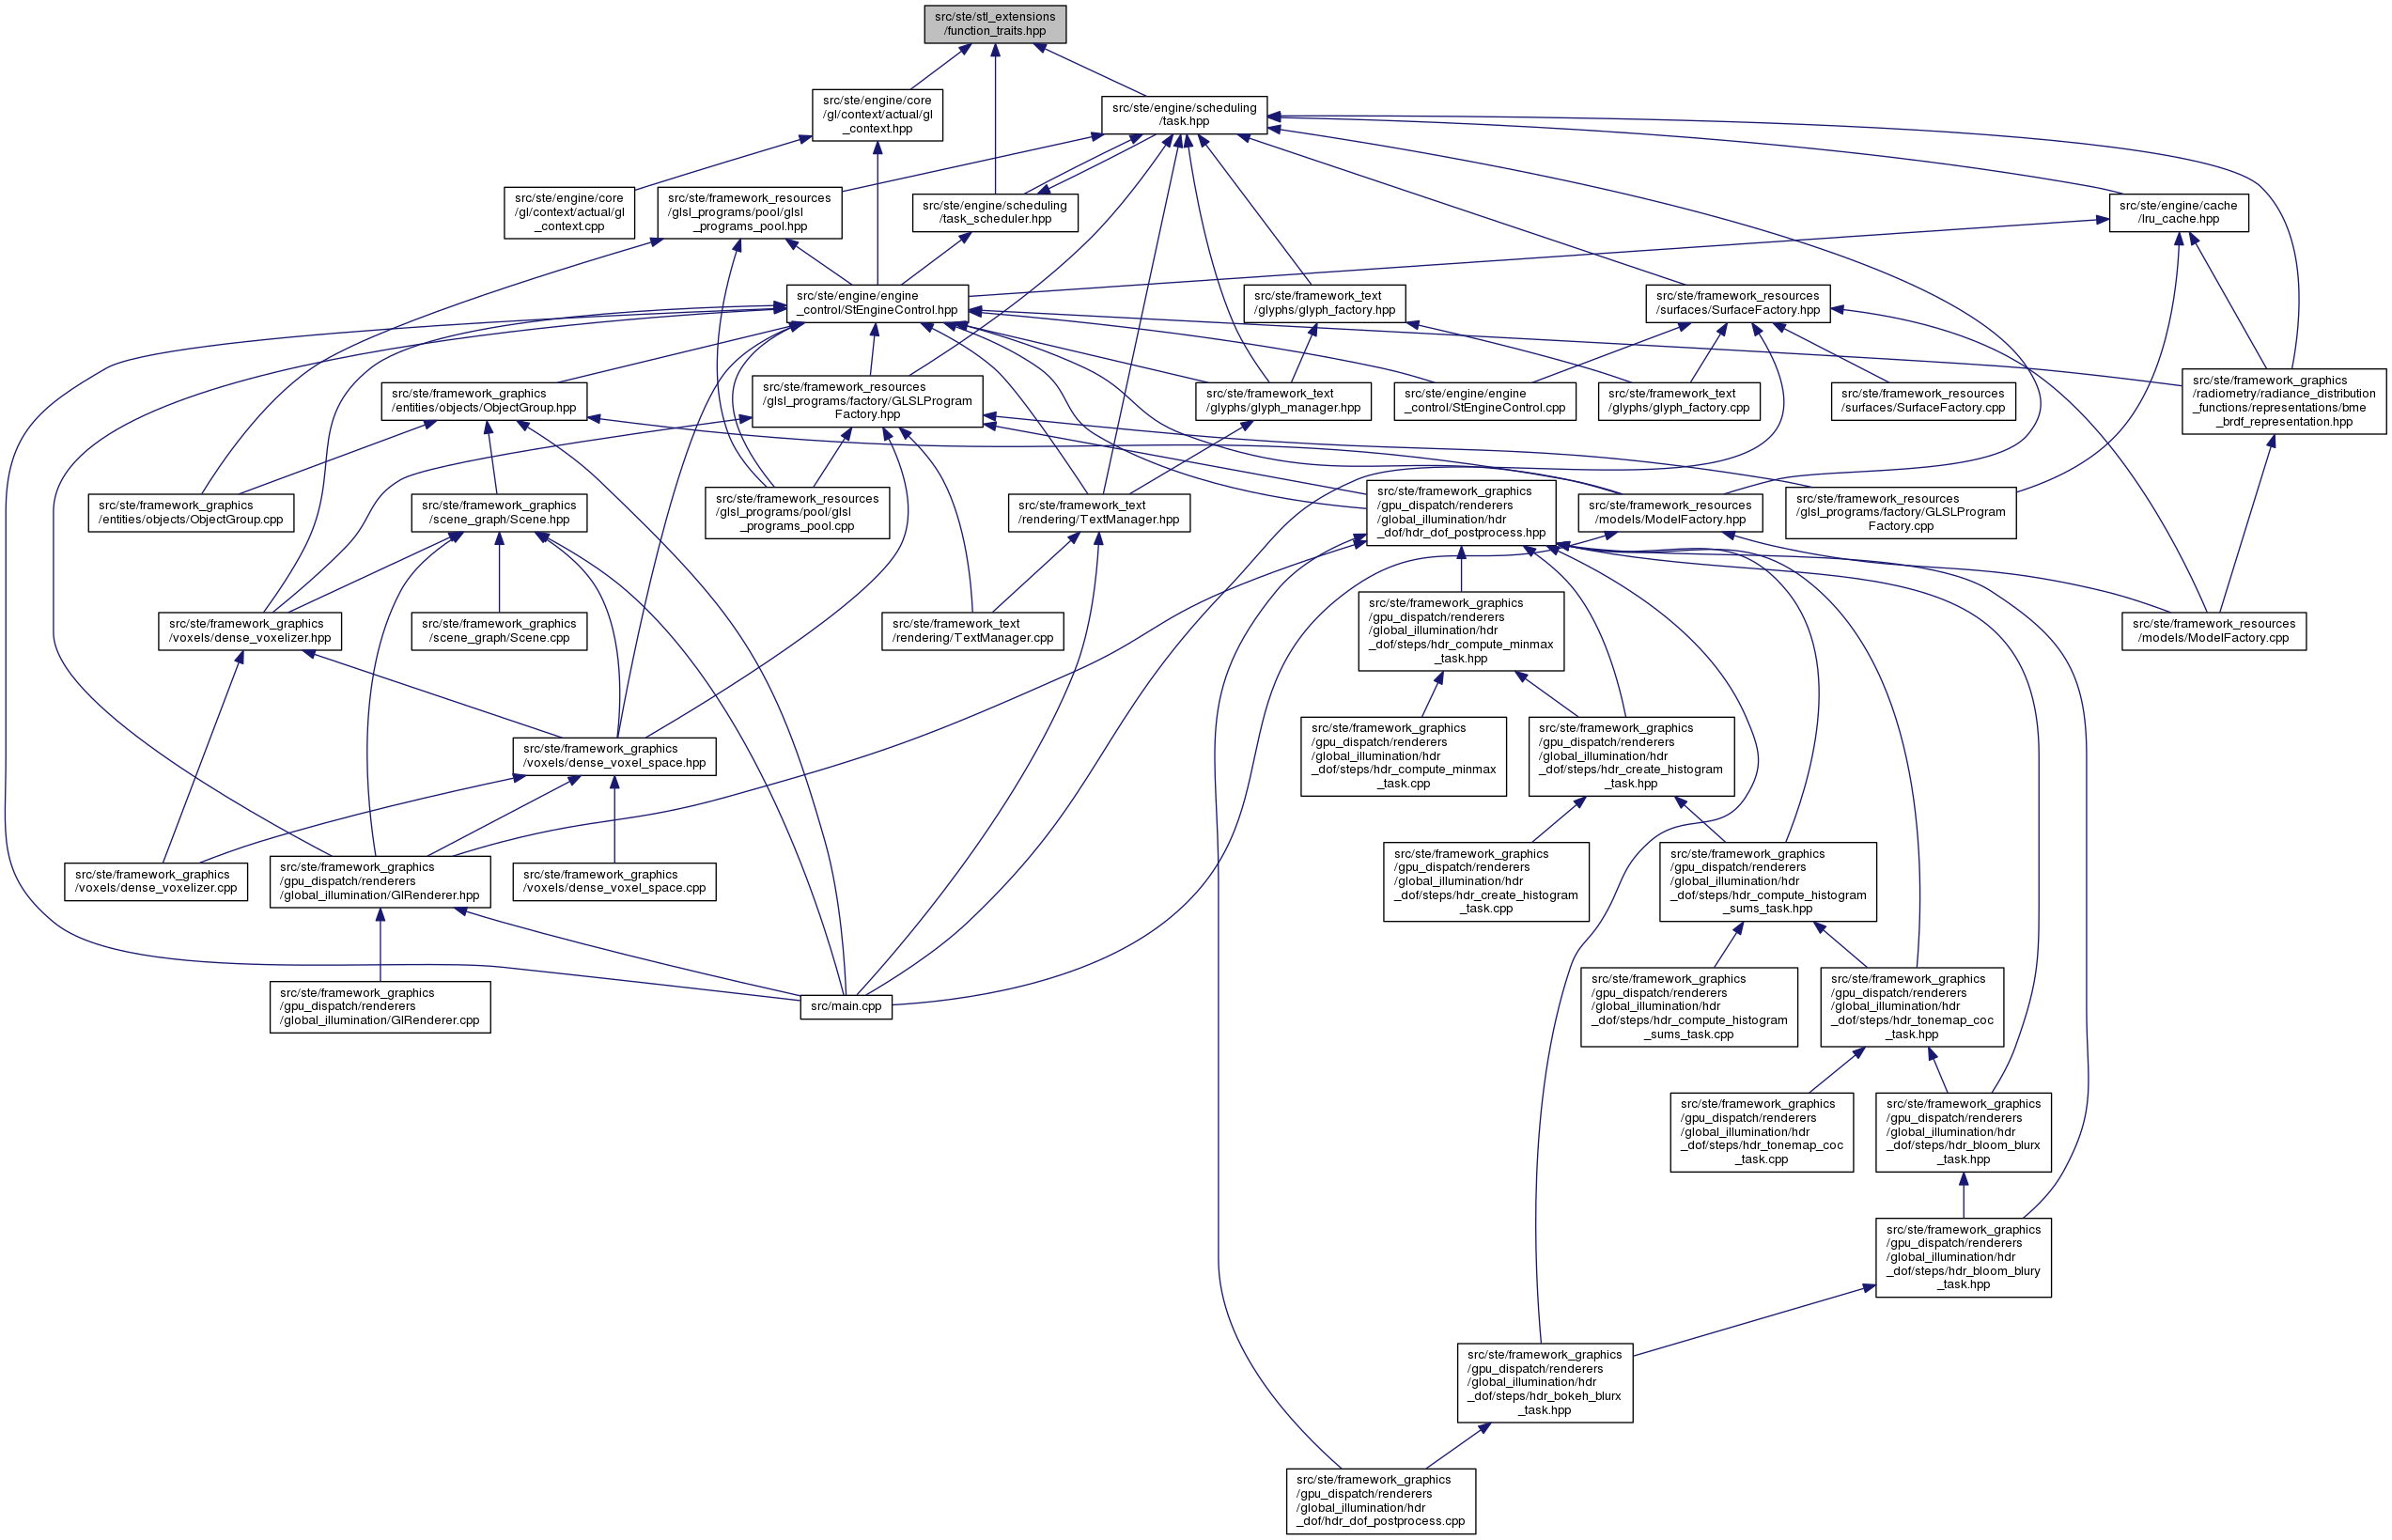 src/ste/stl_extensions
/function_traits.hpp
src/ste/engine/core
/gl/context/actual/gl
_context.hpp
src/ste/engine/scheduling
/task.hpp
src/ste/engine/core
/gl/context/actual/gl
_context.cpp
src/ste/framework_resources
/glsl_programs/pool/glsl
_programs_pool.hpp
src/ste/engine/scheduling
/task_scheduler.hpp
src/ste/engine/cache
/lru_cache.hpp
src/ste/engine/engine
_control/StEngineControl.hpp
src/ste/framework_text
/glyphs/glyph_factory.hpp
src/ste/framework_resources
/surfaces/SurfaceFactory.hpp
src/ste/framework_graphics
/entities/objects/ObjectGroup.hpp
src/ste/framework_resources
/glsl_programs/factory/GLSLProgram
Factory.hpp
src/ste/framework_text
/glyphs/glyph_manager.hpp
src/ste/engine/engine
_control/StEngineControl.cpp
src/ste/framework_text
/glyphs/glyph_factory.cpp
src/ste/framework_resources
/surfaces/SurfaceFactory.cpp
src/ste/framework_graphics
/radiometry/radiance_distribution
_functions/representations/bme
_brdf_representation.hpp
src/ste/framework_graphics
/entities/objects/ObjectGroup.cpp
src/ste/framework_graphics
/scene_graph/Scene.hpp
src/ste/framework_resources
/glsl_programs/pool/glsl
_programs_pool.cpp
src/ste/framework_text
/rendering/TextManager.hpp
src/ste/framework_graphics
/gpu_dispatch/renderers
/global_illumination/hdr
_dof/hdr_dof_postprocess.hpp
src/ste/framework_resources
/models/ModelFactory.hpp
src/ste/framework_resources
/glsl_programs/factory/GLSLProgram
Factory.cpp
src/ste/framework_graphics
/voxels/dense_voxelizer.hpp
src/ste/framework_graphics
/scene_graph/Scene.cpp
src/ste/framework_text
/rendering/TextManager.cpp
src/ste/framework_graphics
/gpu_dispatch/renderers
/global_illumination/hdr
_dof/steps/hdr_compute_minmax
_task.hpp
src/ste/framework_resources
/models/ModelFactory.cpp
src/ste/framework_graphics
/voxels/dense_voxel_space.hpp
src/ste/framework_graphics
/gpu_dispatch/renderers
/global_illumination/hdr
_dof/steps/hdr_compute_minmax
_task.cpp
src/ste/framework_graphics
/gpu_dispatch/renderers
/global_illumination/hdr
_dof/steps/hdr_create_histogram
_task.hpp
src/ste/framework_graphics
/voxels/dense_voxelizer.cpp
src/ste/framework_graphics
/gpu_dispatch/renderers
/global_illumination/GIRenderer.hpp
src/ste/framework_graphics
/voxels/dense_voxel_space.cpp
src/ste/framework_graphics
/gpu_dispatch/renderers
/global_illumination/hdr
_dof/steps/hdr_create_histogram
_task.cpp
src/ste/framework_graphics
/gpu_dispatch/renderers
/global_illumination/hdr
_dof/steps/hdr_compute_histogram
_sums_task.hpp
src/ste/framework_graphics
/gpu_dispatch/renderers
/global_illumination/GIRenderer.cpp
src/main.cpp
src/ste/framework_graphics
/gpu_dispatch/renderers
/global_illumination/hdr
_dof/steps/hdr_compute_histogram
_sums_task.cpp
src/ste/framework_graphics
/gpu_dispatch/renderers
/global_illumination/hdr
_dof/steps/hdr_tonemap_coc
_task.hpp
src/ste/framework_graphics
/gpu_dispatch/renderers
/global_illumination/hdr
_dof/steps/hdr_tonemap_coc
_task.cpp
src/ste/framework_graphics
/gpu_dispatch/renderers
/global_illumination/hdr
_dof/steps/hdr_bloom_blurx
_task.hpp
src/ste/framework_graphics
/gpu_dispatch/renderers
/global_illumination/hdr
_dof/steps/hdr_bloom_blury
_task.hpp
src/ste/framework_graphics
/gpu_dispatch/renderers
/global_illumination/hdr
_dof/steps/hdr_bokeh_blurx
_task.hpp
src/ste/framework_graphics
/gpu_dispatch/renderers
/global_illumination/hdr
_dof/hdr_dof_postprocess.cpp